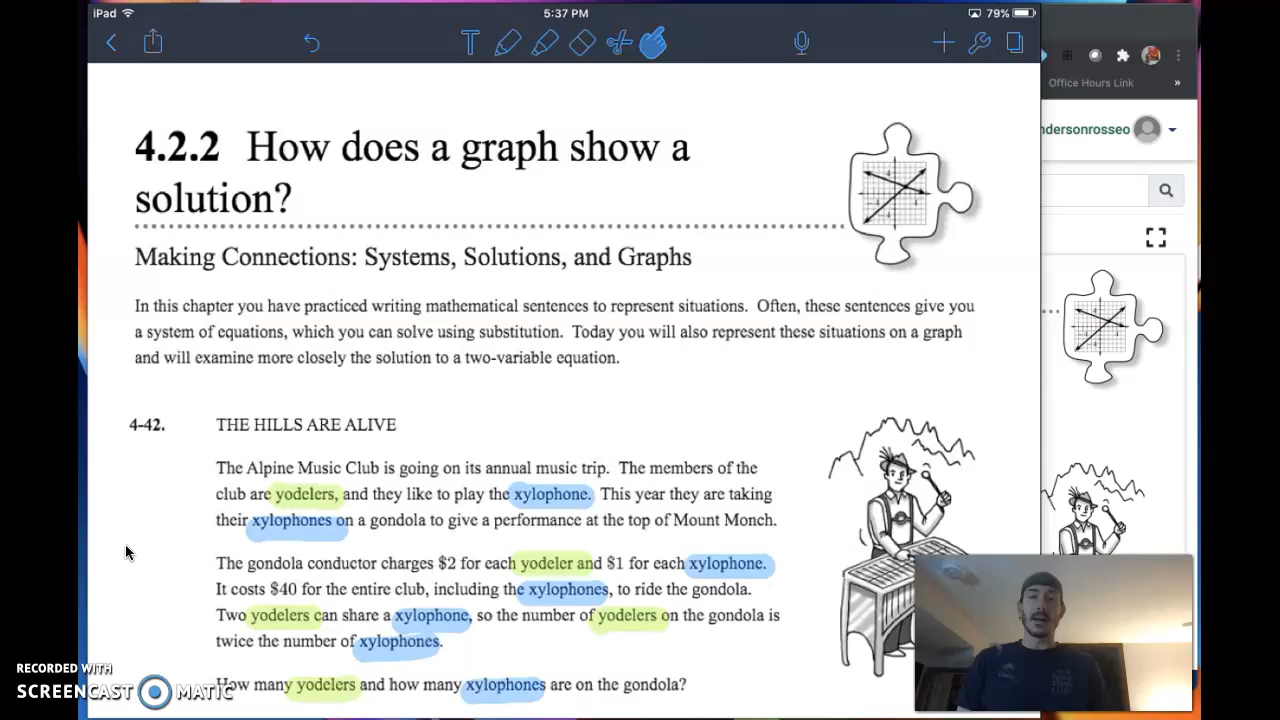 iPad
5:37 PM
79%
T
Office Hours Link
»
ndersonrosseo
4.2.2 How does a graph show a
solution?
Making Connections: Systems, Solutions, and Graphs
In this chapter you have practiced writing mathematical sentences to represent situations. Often, these sentences give you
a system of equations, which you can solve using substitution. Today you will also represent these situations on a graph
and will examine more closely the solution to a two-variable equation.
4-42. THE HILLS ARE ALIVE
The Alpine Music Club is going on its annual music trip. The members of the
club are yodelers, and they like to play the xylophone. This year they are taking
their xylophones on a gondola to give a performance at the top of Mount Monch.
The gondola conductor charges $2 for each yodeler and $1 for each xylophone.
It costs $40 for the entire club, including the xylophones, to ride the gondola.
Two yodelers can share a xylophone, so the number of yodelers on the gondola is
twice the number of xylophones.
How many yodelers and how many xylophones are on the gondola?
RECORDED WITH
SCREENCAST MATIC